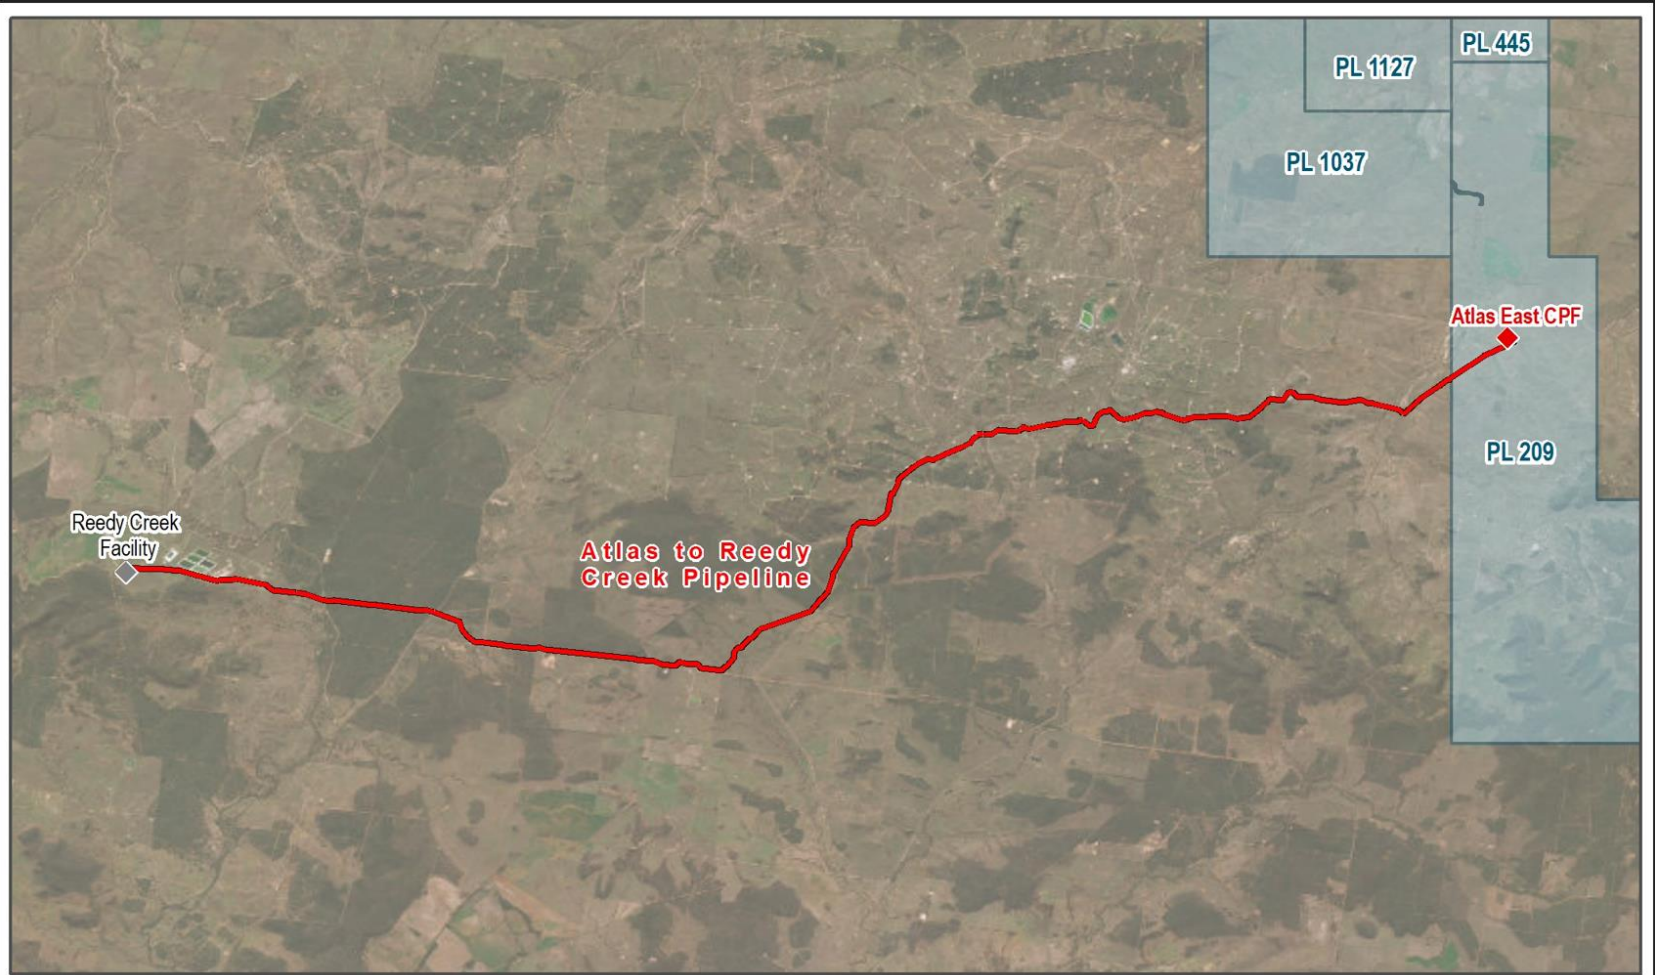 PL 445
PL 1127
PL 1037
Atlas East CPF
PL 209
Reedy Creek
Facility
Atlas to Reedy
Creek Pipeline